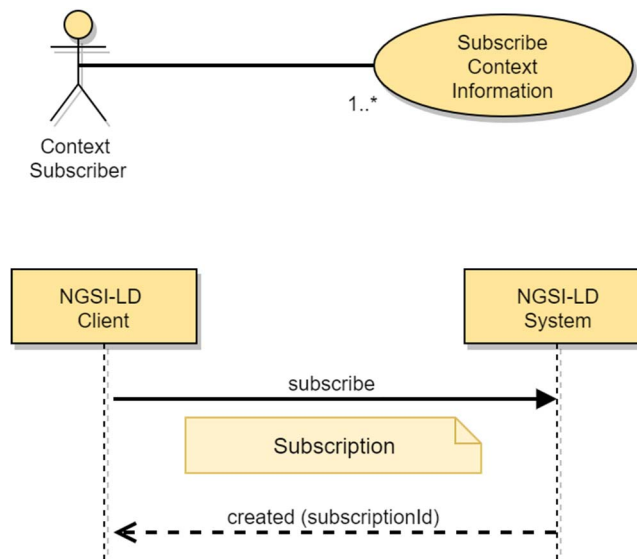 Subscribe
Context
Information
1..*
Context
Subscriber
NGSI-LD
Client
NGSI-LD
System
subscribe
Subscription
created (subscriptionId)